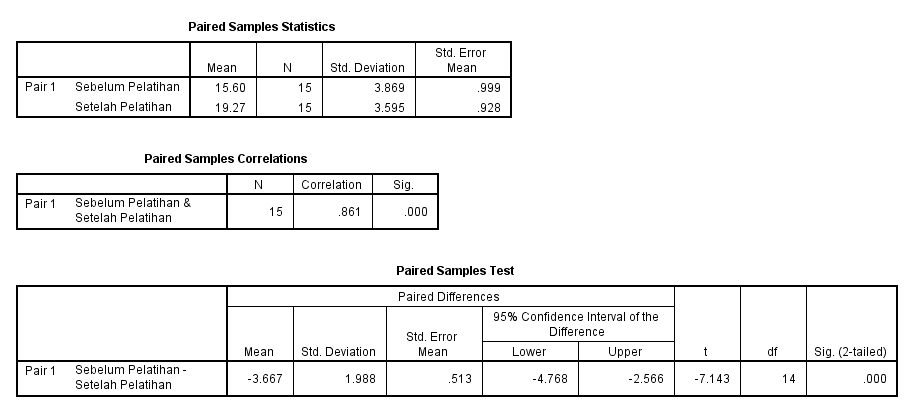 Paired Samples Statistics
Mean N Std. Deviation Std. Error Mean
Pair 1 Sebelum Pelatihan 15.60 15 3.869 .999
Setelah Pelatihan 19.27 15 3.595 .928
Paired Samples Correlations
N Correlation Sig.
Pair 1 Sebelum Pelatihan & Setelah Pelatihan 15 .861 .000
Paired Samples Test
Paired Differences
95% Confidence Interval of the Difference
Mean Std. Deviation Std. Error Mean Lower Upper t df Sig. (2-tailed)
Pair 1 Sebelum Pelatihan - Setelah Pelatihan -3.667 1.988 .513 -4.768 -2.566 -7.143 14 .000